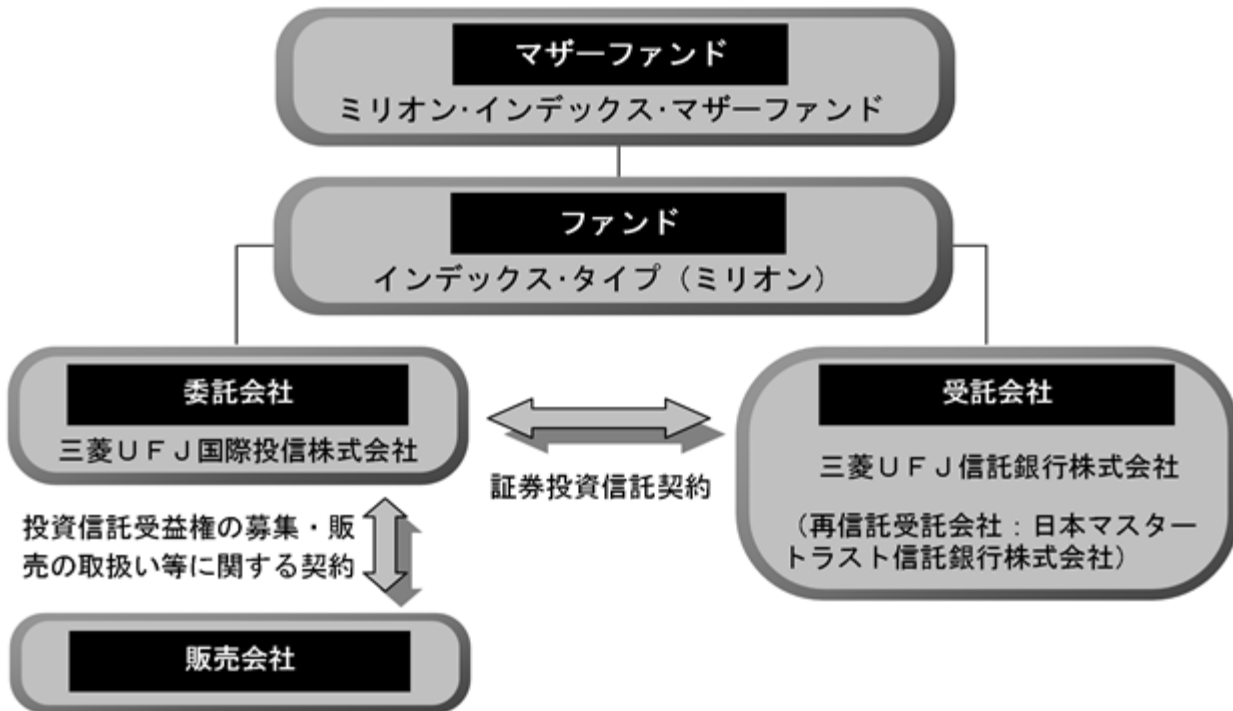 マザーファンド
ミリオン･インデックス･マザーファンド
ファンド
インデックス･タイプ（ミリオン）
委託会社
三菱ＵＦＪ国際投信株式会社
証券投資信託契約
受託会社
三菱ＵＦＪ信託銀行株式会社
（再信託受託会社：日本マスター
トラスト信託銀行株式会社）
投資信託受益権の募集・販
売の取扱い等に関する契約
販売会社